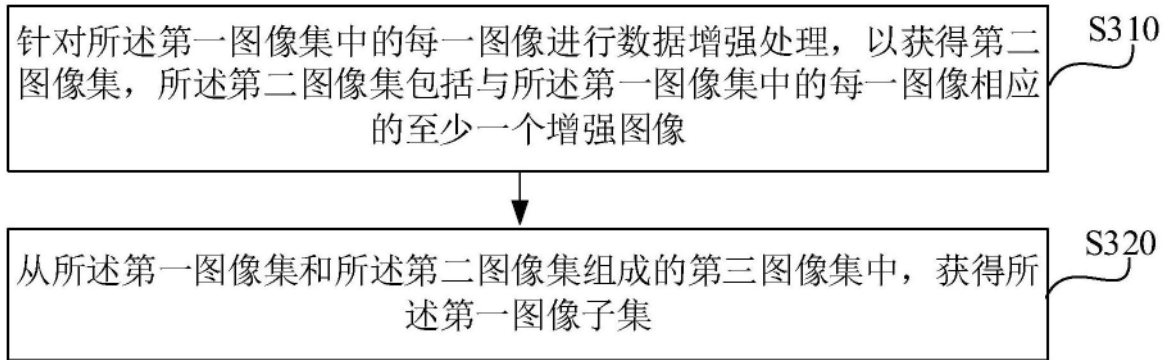 针对所述第一图像集中的每一图像进行数据增强处理，以获得第二
图像集，所述第二图像集包括与所述第一图像集中的每一图像相应
的至少一个增强图像
S310
从所述第一图像集和所述第二图像集组成的第三图像集中，获得所
述第一图像子集
S320